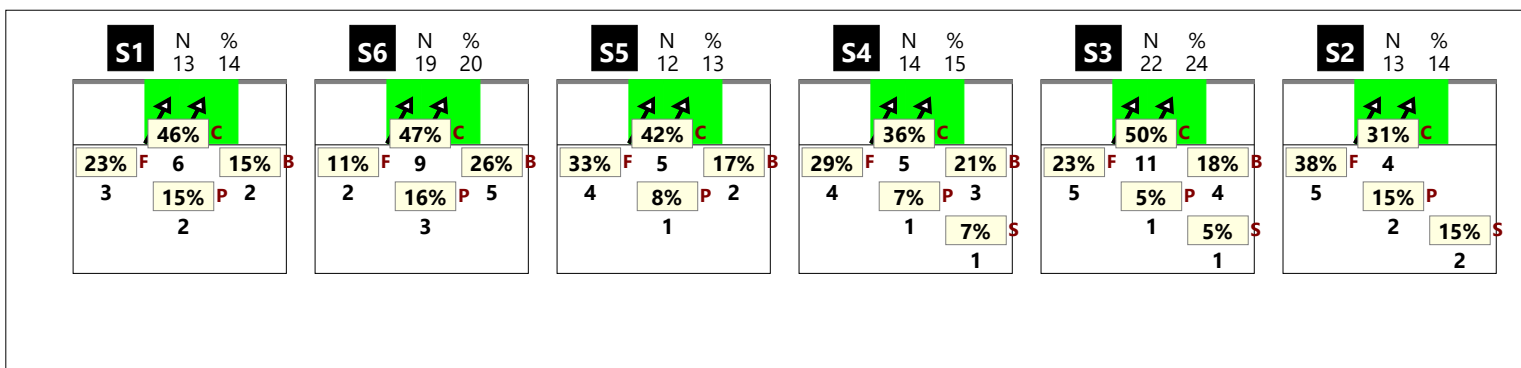 S1 N % S6 N % S5 N % S4 N % S3 N % S2 N %
13 14 19 20 12 13 14 15 22 24 13 14
46% C 47% C 42% C 36% C 50% C 31% C
23% F 6 15% B 11% F 9 26% B 33% F 5 17% B 29% F 5 21% B 23% F 11 18% B 38% F 4
3 15% P 2 2 16% P 5 4 8% P 2 4 7% P 3 5 5% P 4 5 15% P
2 3 1 1 7% S 1 5% S 2 15% S
1 1 2